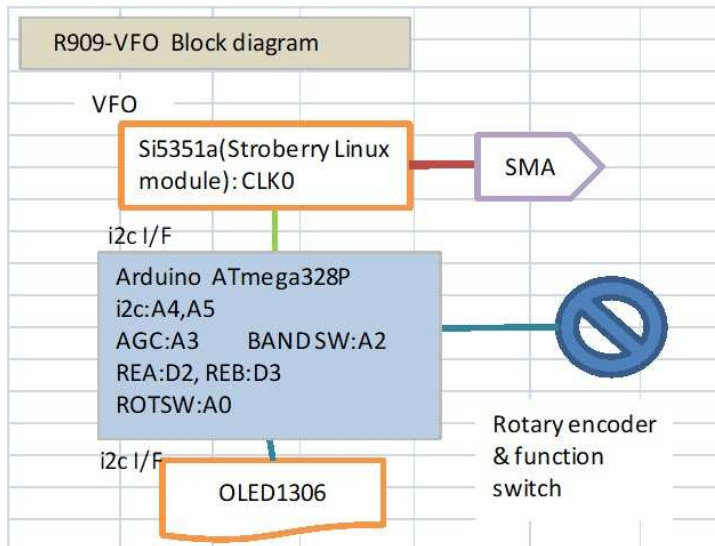 R909-VFO Block diagram
VFO
Si5351a(Stroberry Linux
module): CLK0
SMA
i2c I/F
Arduino ATmega328P
i2c:A4,A5
AGC:A3 BAND SW:A2
REA:D2, REB:D3
ROTSW:A0
i2c I/F
OLED1306
Rotary encoder
& function
switch